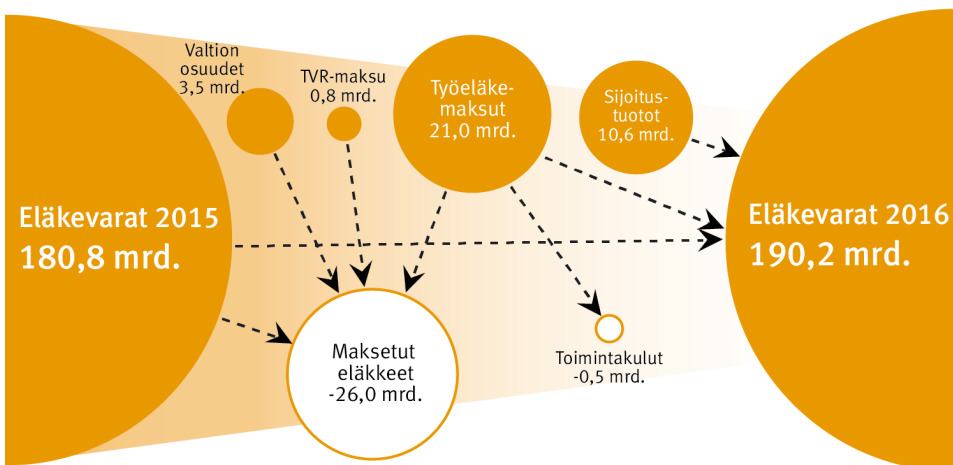 Valtion
osuudet
3,5 mrd.
TVR-maksu
0,8 mrd.
Työeläke-
maksut
21,0 mrd.
Sijoitus-
tuotot
10,6 mrd.
Eläkevarat 2015
180,8 mrd.
Eläkevarat 2016
190,2 mrd.
Maksetut
eläkkeet
-26,0 mrd.
Toimintakulut
-0,5 mrd.